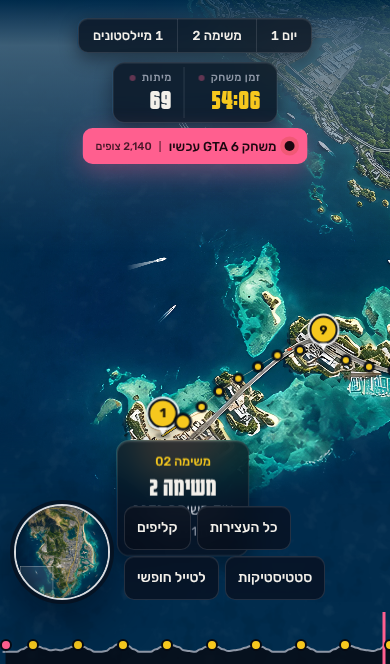 יום 1 משימה 2 1 מיילסטונים
זמן משחק מיתות
54:06 69
משחק GTA 6 עכשיו | 2,140 צופים
9
1
משימה 02
משימה 2
כל העצירות קליפים
סטטיסטיקות לטייל חופשי